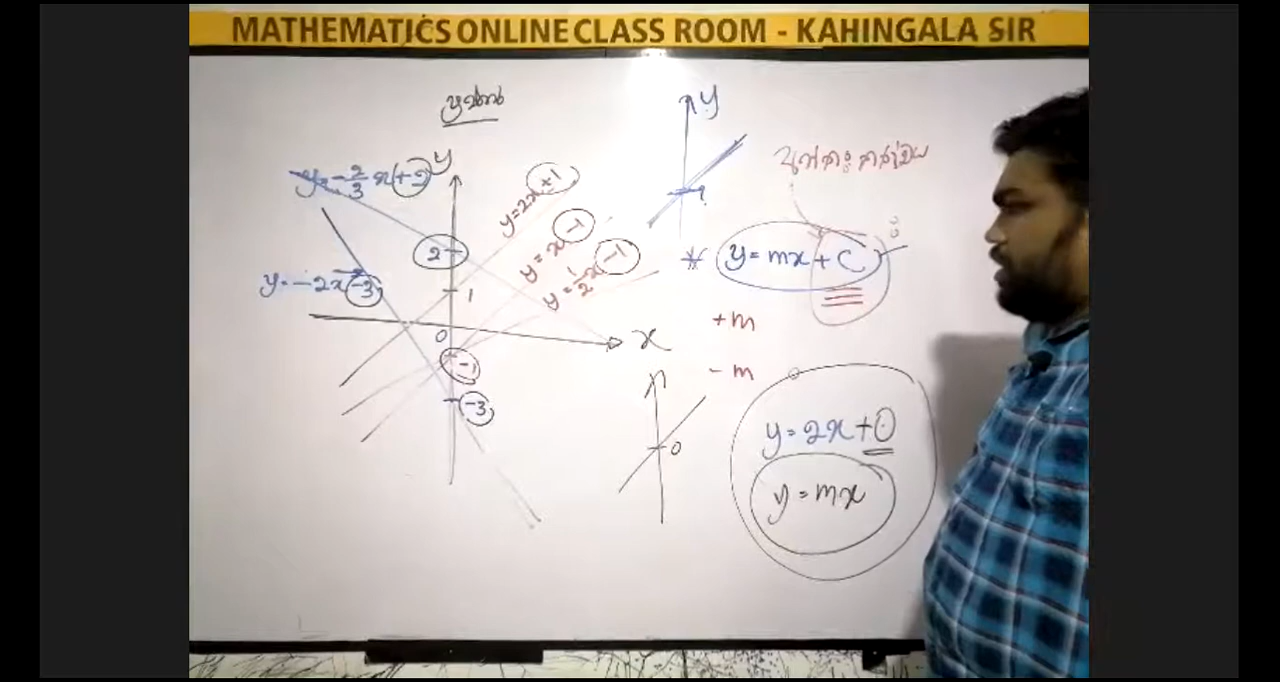 MATHEMATICS ONLINE CLASS ROOM - KAHINGALA SIR
y
y = -2/3 x + 2
y
y = 2x + 1
y = x - 1
y = 1/2 x - 1
2
y = -2x - 3
1
0
x
-1
-3
* y = mx + c
+m
-m
0
y = 2x + 0
y = mx